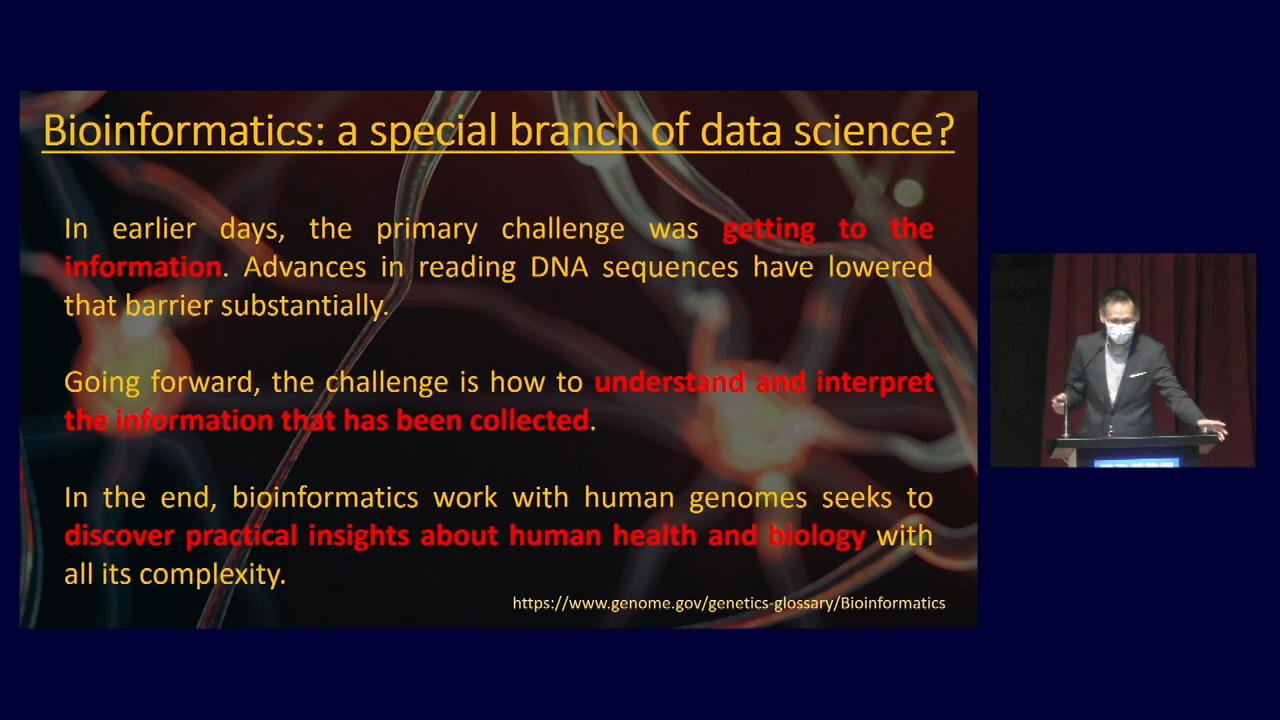 Bioinformatics: a special branch of data science?
In earlier days, the primary challenge was getting to the
information. Advances in reading DNA sequences have lowered
that barrier substantially.
Going forward, the challenge is how to understand and interpret
the information that has been collected.
In the end, bioinformatics work with human genomes seeks to
discover practical insights about human health and biology with
all its complexity.
https://www.genome.gov/genetics-glossary/Bioinformatics